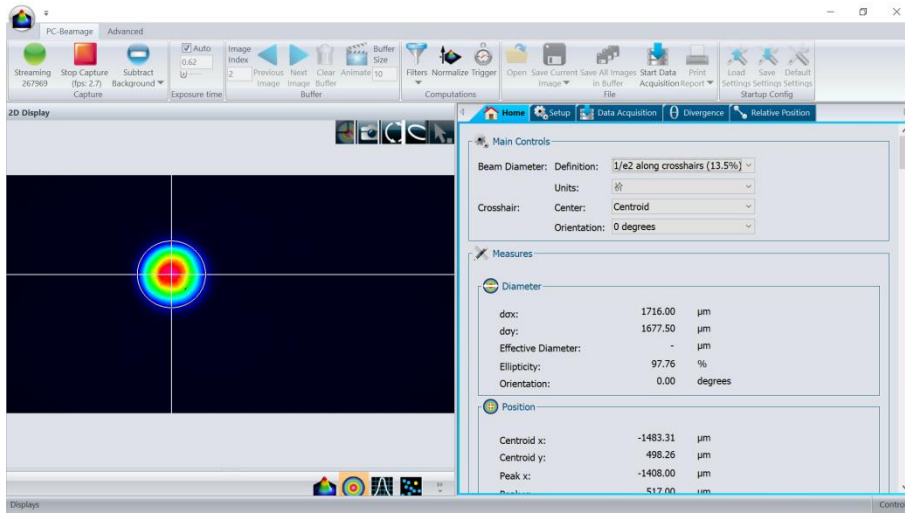 PC-Beamage Advanced
Streaming 267969
Stop Capture (fps: 2.7)
Subtract Background
Capture
Auto
0.62
Exposure time
Image Index
2
Previous Image
Next Image
Clear Buffer
Animate
Buffer Size
10
Buffer
Filters
Normalize
Trigger
Computations
Open
Save Current Image
Save All Images in Buffer
Start Data Acquisition
Print Report
File
Load Settings
Save Settings
Default Settings
Startup Config
2D Display
Home Setup Data Acquisition Divergence Relative Position
Main Controls
Beam Diameter: Definition: 1/e2 along crosshairs (13.5%)
Units:
Crosshair: Center: Centroid
Orientation: 0 degrees
Measures
Diameter
dσx: 1716.00 µm
dσy: 1677.50 µm
Effective Diameter: - µm
Ellipticity: 97.76 %
Orientation: 0.00 degrees
Position
Centroid x: -1483.31 µm
Centroid y: 498.26 µm
Peak x: -1408.00 µm
517.00 µm
Displays
Contro